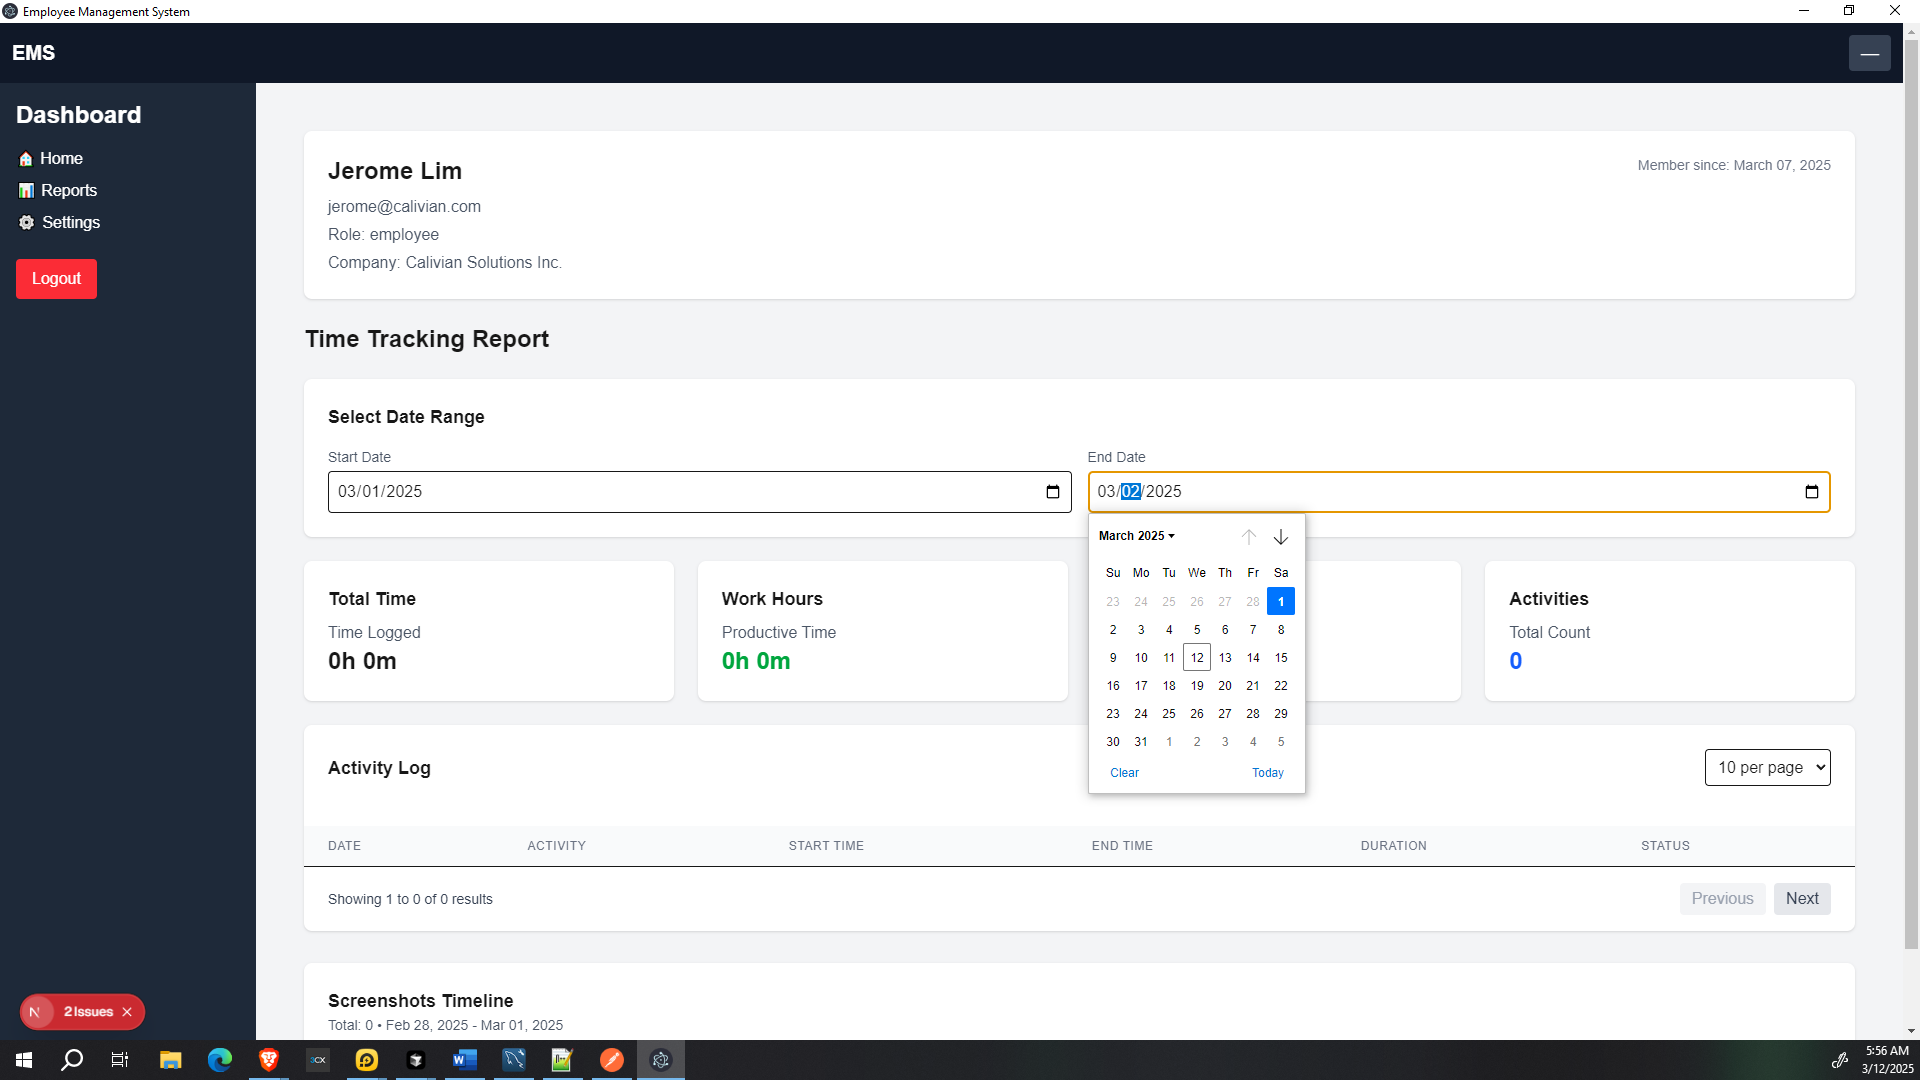 Employee Management System
EMS
—
Dashboard
Home
Reports
Settings
Logout
Jerome Lim
Member since: March 07, 2025
jerome@calivian.com
Role: employee
Company: Calivian Solutions Inc.
Time Tracking Report
Select Date Range
Start Date
End Date
03/01/2025
03/02/2025
March 2025
Su Mo Tu We Th Fr Sa
23 24 25 26 27 28 1
2 3 4 5 6 7 8
9 10 11 12 13 14 15
16 17 18 19 20 21 22
23 24 25 26 27 28 29
30 31 1 2 3 4 5
Clear Today
Total Time
Time Logged
0h 0m
Work Hours
Productive Time
0h 0m
Activities
Total Count
0
Activity Log
10 per page
DATE ACTIVITY START TIME END TIME DURATION STATUS
Showing 1 to 0 of 0 results
Previous Next
Screenshots Timeline
Total: 0 • Feb 28, 2025 - Mar 01, 2025
N 2 Issues
3CX
W
5:56 AM
3/12/2025